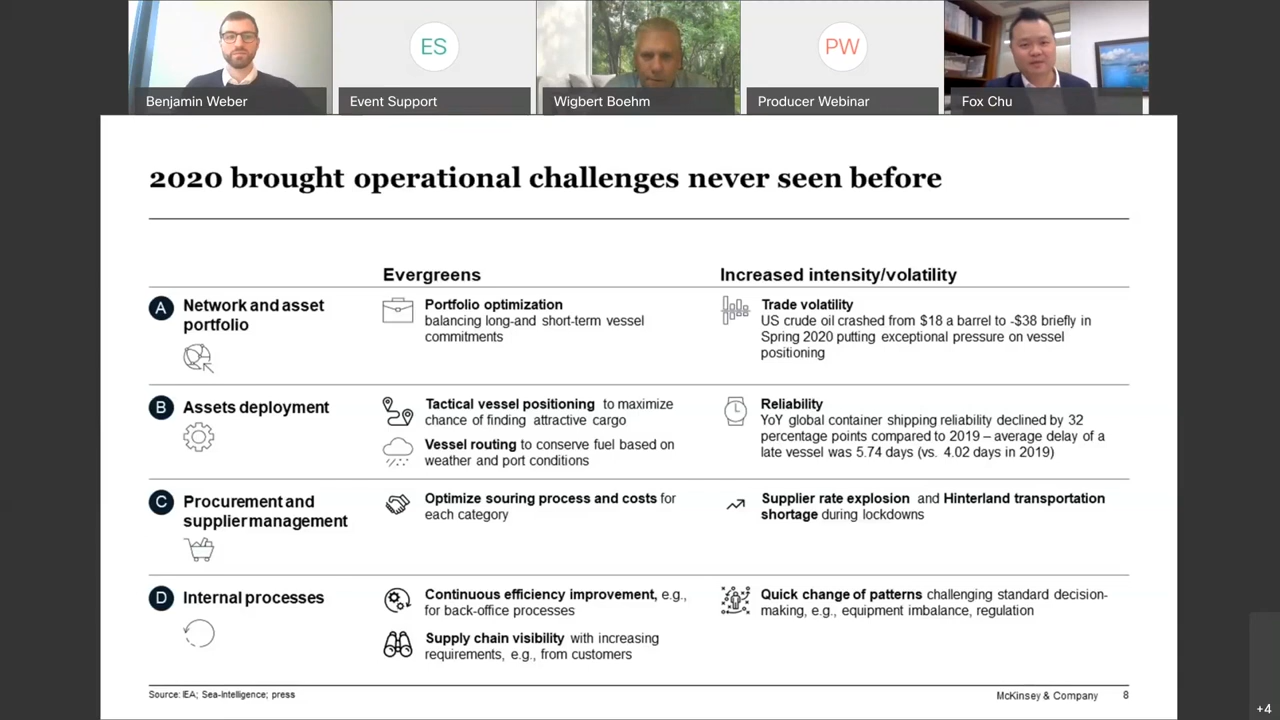 Benjamin Weber
ES
Event Support
Wigbert Boehm
PW
Producer Webinar
Fox Chu
2020 brought operational challenges never seen before
Evergreens
Increased intensity/volatility
A
Network and asset
portfolio
Portfolio optimization
balancing long-and short-term vessel
commitments
Trade volatility
US crude oil crashed from $18 a barrel to -$38 briefly in
Spring 2020 putting exceptional pressure on vessel
positioning
B
Assets deployment
Tactical vessel positioning to maximize
chance of finding attractive cargo
Vessel routing to conserve fuel based on
weather and port conditions
Reliability
YoY global container shipping reliability declined by 32
percentage points compared to 2019 – average delay of a
late vessel was 5.74 days (vs. 4.02 days in 2019)
C
Procurement and
supplier management
Optimize souring process and costs for
each category
Supplier rate explosion and Hinterland transportation
shortage during lockdowns
D
Internal processes
Continuous efficiency improvement, e.g.,
for back-office processes
Supply chain visibility with increasing
requirements, e.g., from customers
Quick change of patterns challenging standard decision-
making, e.g., equipment imbalance, regulation
Source: IEA; Sea-Intelligence; press
McKinsey & Company 8
+4